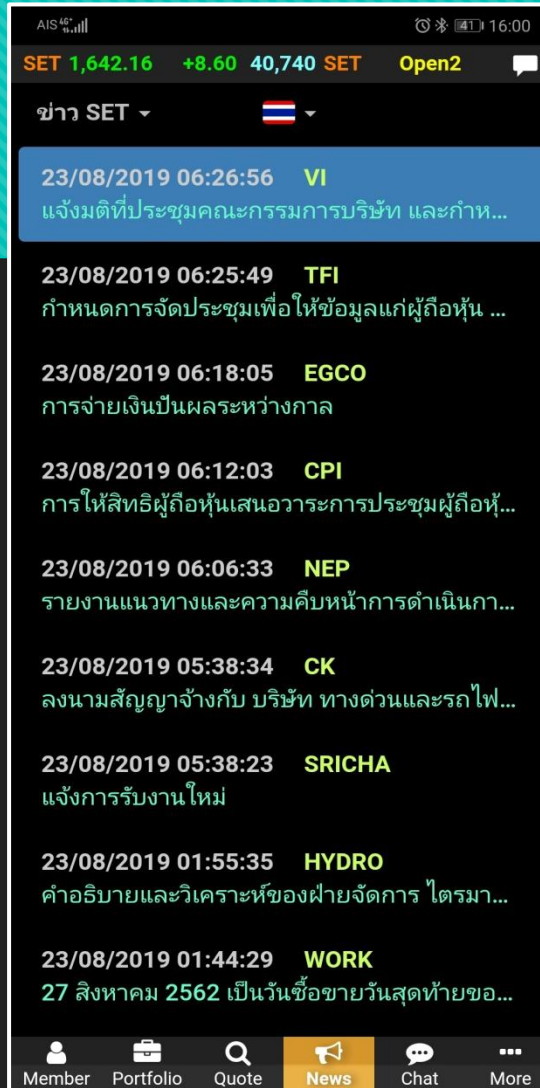 AIS 4G+ 16:00
41
SET 1,642.16 +8.60 40,740 SET Open2
ข่าว SET
23/08/2019 06:26:56 VI
แจ้งมติที่ประชุมคณะกรรมการบริษัท และกำห...
23/08/2019 06:25:49 TFI
กำหนดการจัดประชุมเพื่อให้ข้อมูลแก่ผู้ถือหุ้น ...
23/08/2019 06:18:05 EGCO
การจ่ายเงินปันผลระหว่างกาล
23/08/2019 06:12:03 CPI
การให้สิทธิผู้ถือหุ้นเสนอวาระการประชุมผู้ถือหุ้...
23/08/2019 06:06:33 NEP
รายงานแนวทางและความคืบหน้าการดำเนินกา...
23/08/2019 05:38:34 CK
ลงนามสัญญาจ้างกับ บริษัท ทางด่วนและรถไฟ...
23/08/2019 05:38:23 SRICHA
แจ้งการรับงานใหม่
23/08/2019 01:55:35 HYDRO
คำอธิบายและวิเคราะห์ของฝ่ายจัดการ ไตรมา...
23/08/2019 01:44:29 WORK
27 สิงหาคม 2562 เป็นวันซื้อขายวันสุดท้ายขอ...
Member Portfolio Quote News Chat More